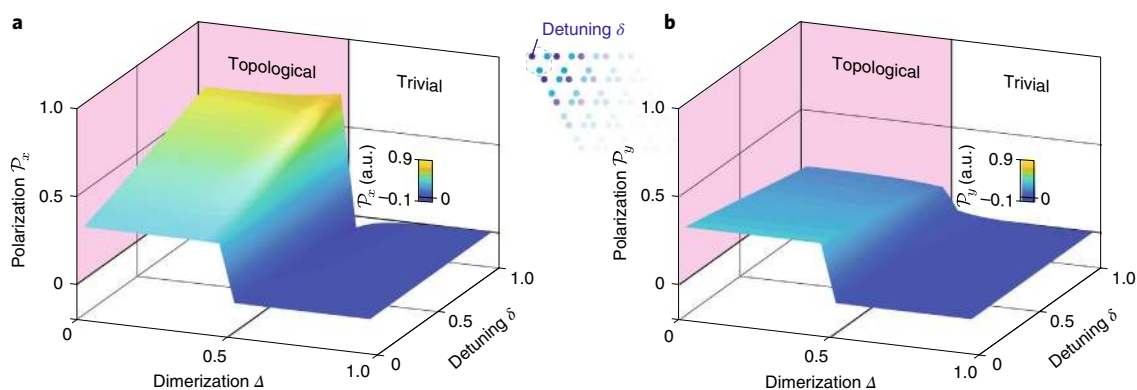 a
Detuning δ
b
Topological
Trivial
1.0
0.5
0
Polarization 𝒫x
0.9
−0.1
0
𝒫x (a.u.)
0
0.5
1.0
Dimerization Δ
0
0.5
1.0
Detuning δ
Topological
Trivial
1.0
0.5
0
Polarization 𝒫y
0.9
−0.1
0
𝒫y (a.u.)
0
0.5
1.0
Dimerization Δ
0
0.5
1.0
Detuning δ